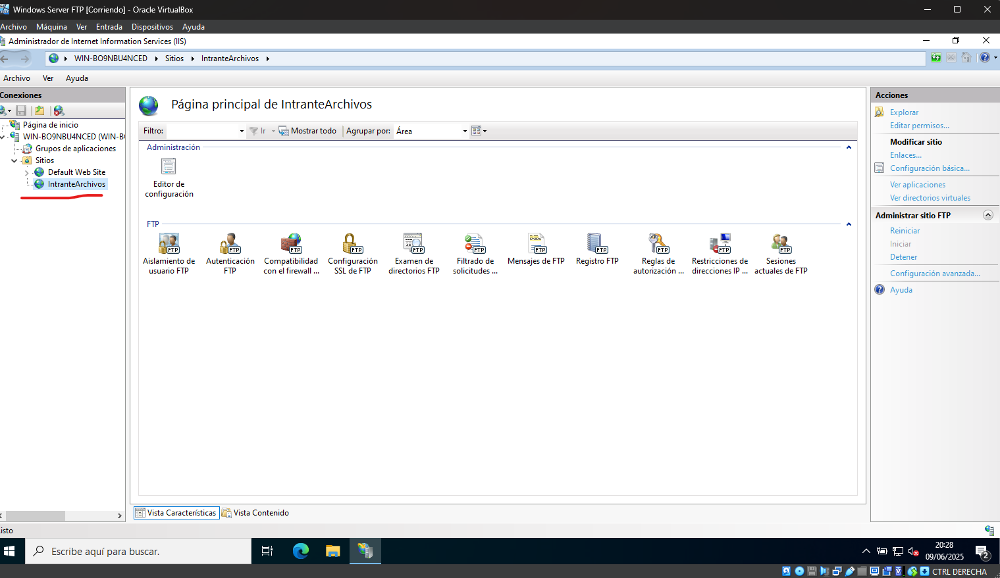 Windows Server FTP [Corriendo] - Oracle VirtualBox
Archivo Máquina Ver Entrada Dispositivos Ayuda
Administrador de Internet Information Services (IIS)
WIN-BO9NBU4NCED Sitios IntranteArchivos
Archivo Ver Ayuda
Conexiones
Página de inicio
WIN-BO9NBU4NCED (WIN-B
Grupos de aplicaciones
Sitios
Default Web Site
IntranteArchivos
Página principal de IntranteArchivos
Filtro: Ir Mostrar todo Agrupar por: Área
Administración
Editor de
configuración
FTP
Aislamiento de
usuario FTP
Autenticación
FTP
Compatibilidad
con el firewall ...
Configuración
SSL de FTP
Examen de
directorios FTP
Filtrado de
solicitudes ...
Mensajes de FTP
Registro FTP
Reglas de
autorización ...
Restricciones de
direcciones IP ...
Sesiones
actuales de FTP
Vista Características Vista Contenido
Acciones
Explorar
Editar permisos...
Modificar sitio
Enlaces...
Configuración básica...
Ver aplicaciones
Ver directorios virtuales
Administrar sitio FTP
Reiniciar
Iniciar
Detener
Configuración avanzada...
Ayuda
isto
Escribe aquí para buscar.
20:28
09/06/2025
2
CTRL DERECHA